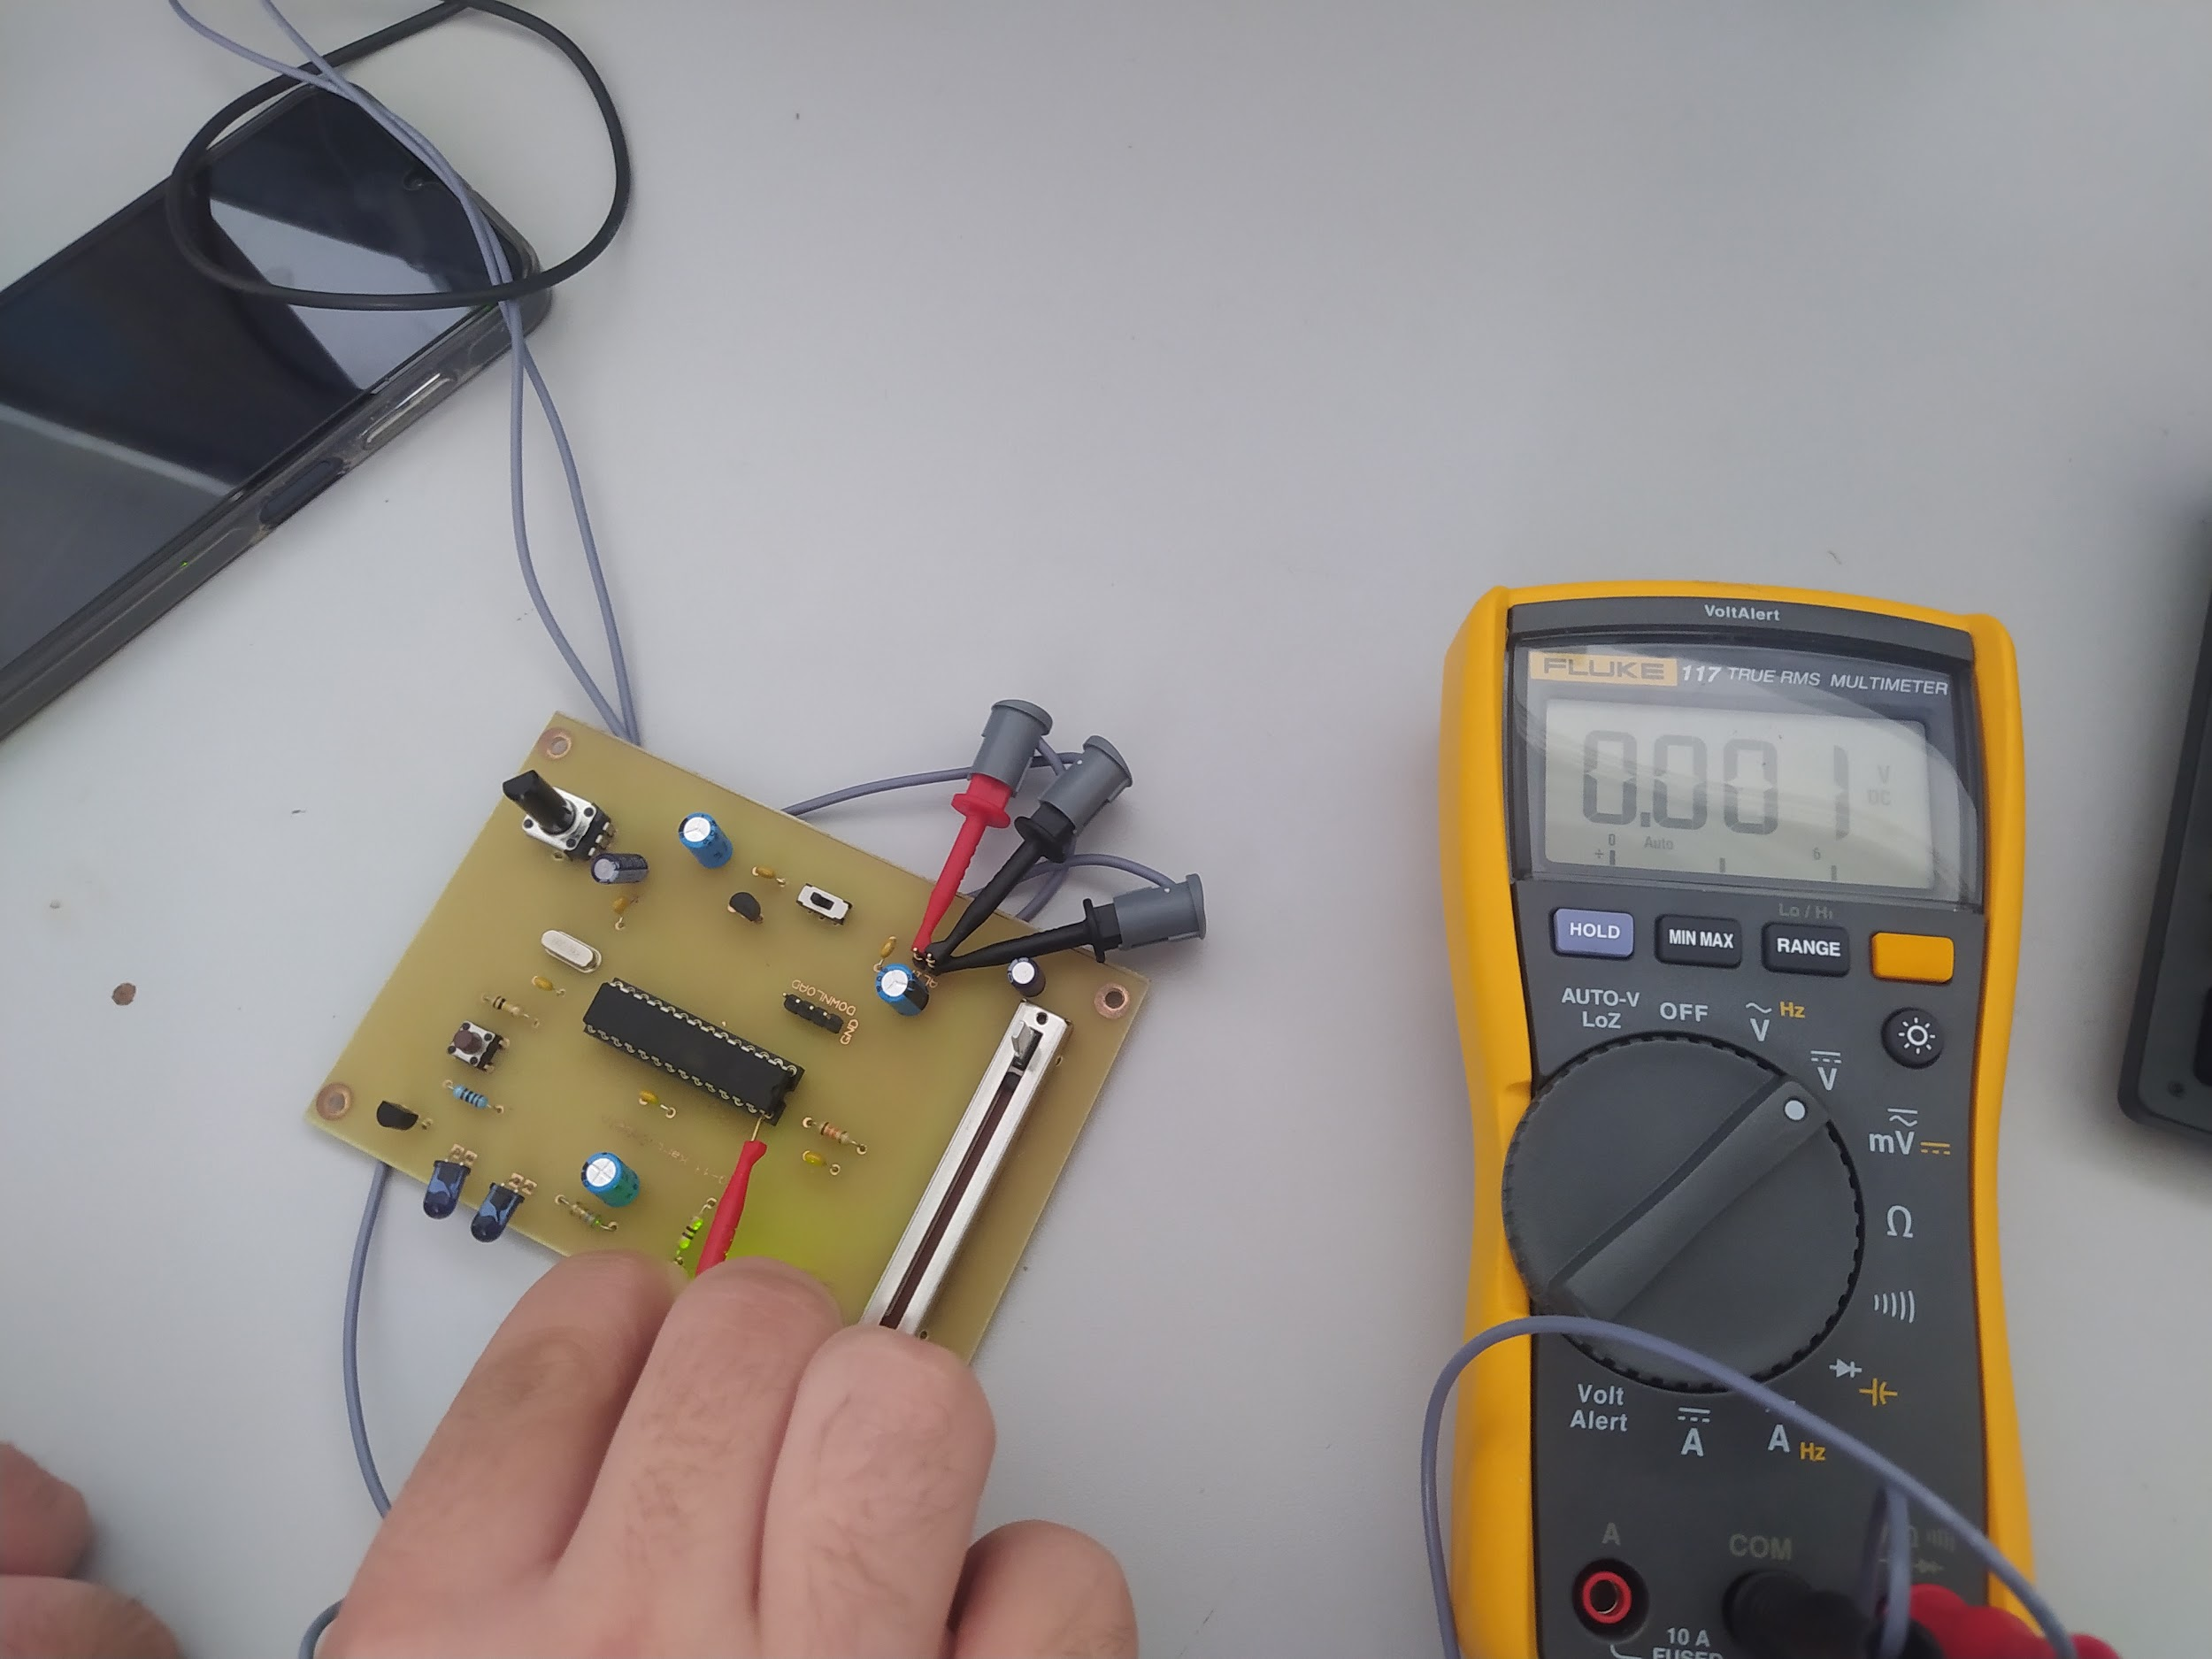 VoltAlert
FLUKE 117 TRUE RMS MULTIMETER
0.001 V DC
0 Auto 6
Lo / Hi
HOLD MIN MAX RANGE
AUTO-V LoZ
OFF
V Hz
V
mV
Ω
Volt Alert
A
A Hz
A
COM
10 A
FUSED
DOWNLOAD
GND